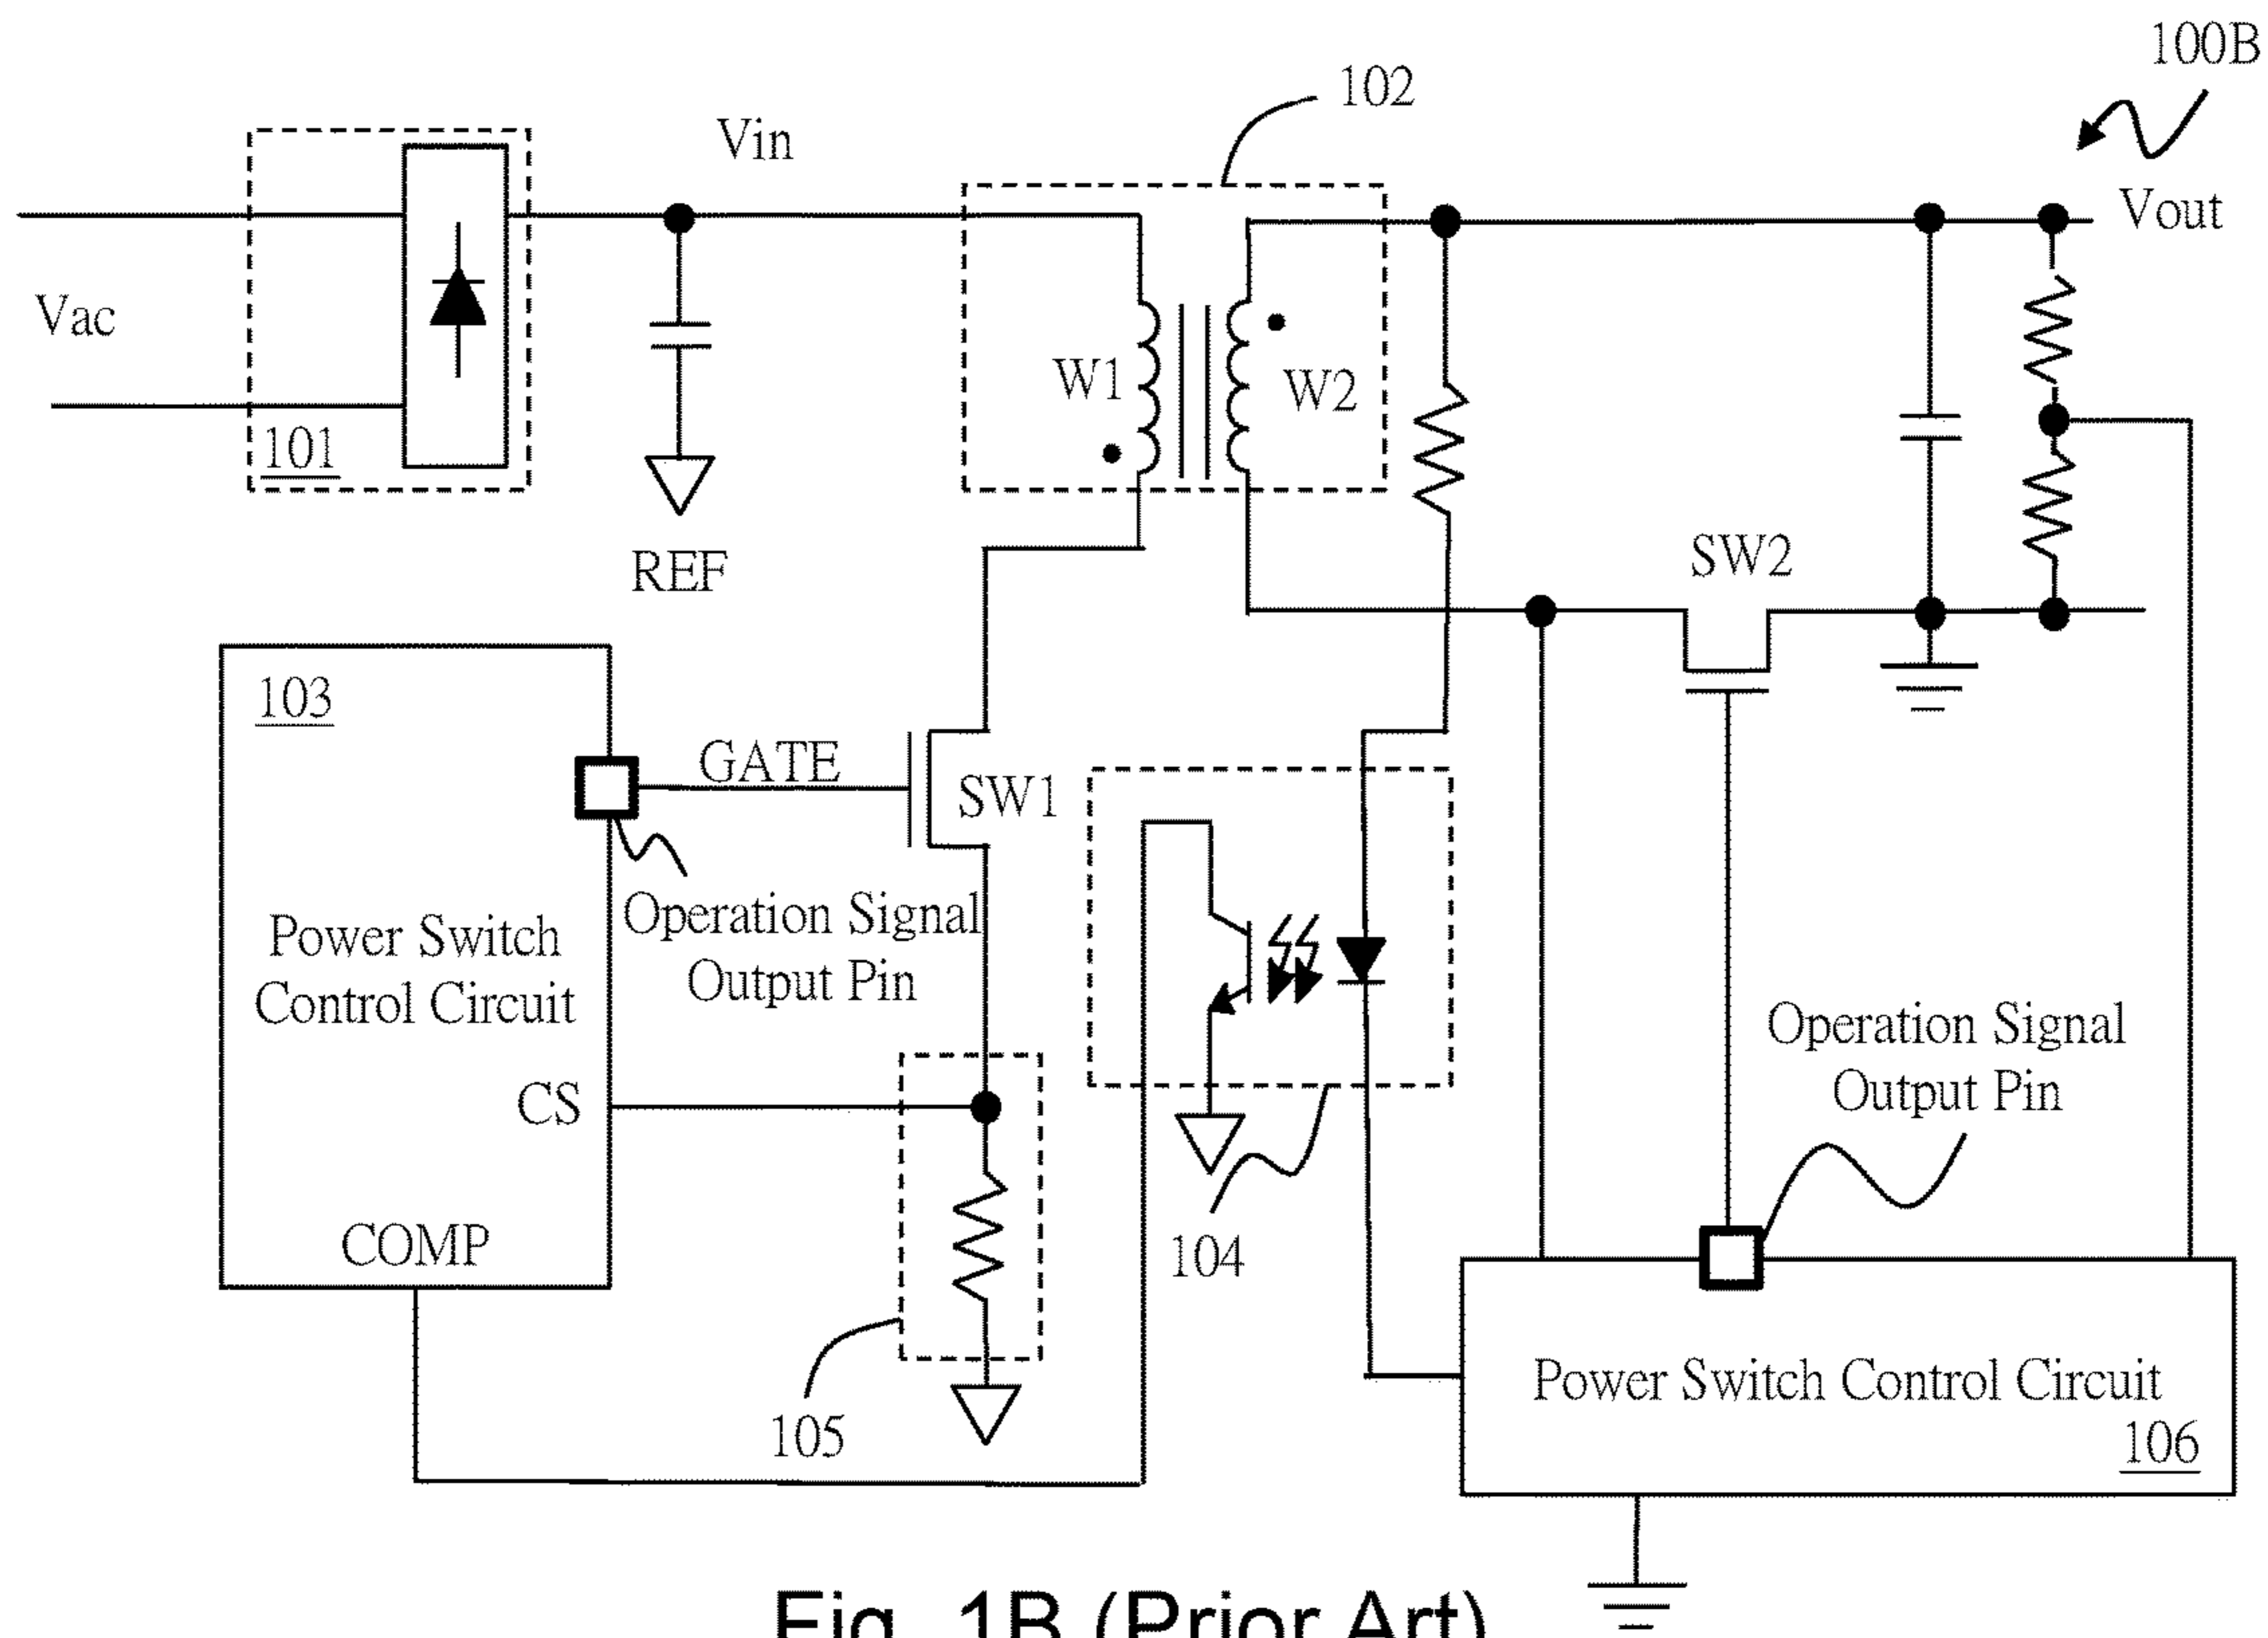 100B
102
Vin
Vout
Vac
W1
W2
101
REF
SW2
103
GATE
SW1
Operation Signal
Output Pin
Power Switch
Control Circuit
Operation Signal
Output Pin
CS
COMP
104
105
Power Switch Control Circuit
106
Fig. 1B (Prior Art)